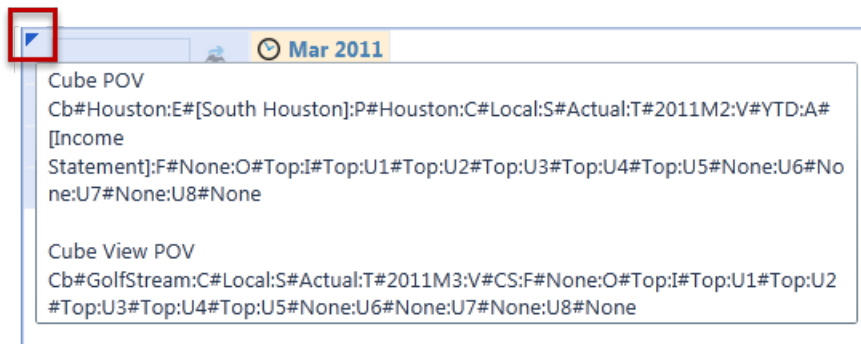 Mar 2011
Cube POV
Cb#Houston:E#[South Houston]:P#Houston:C#Local:S#Actual:T#2011M2:V#YTD:A#
[Income
Statement]:F#None:O#Top:I#Top:U1#Top:U2#Top:U3#Top:U4#Top:U5#None:U6#No
ne:U7#None:U8#None
Cube View POV
Cb#GolfStream:C#Local:S#Actual:T#2011M3:V#CS:F#None:O#Top:I#Top:U1#Top:U2
#Top:U3#Top:U4#Top:U5#None:U6#None:U7#None:U8#None